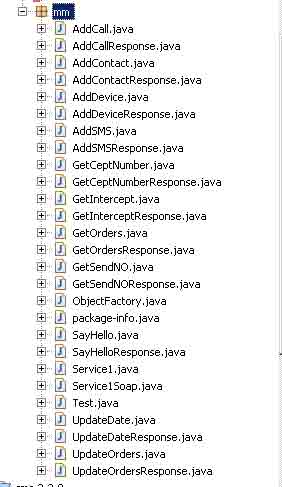 mm
AddCall.java
AddCallResponse.java
AddContact.java
AddContactResponse.java
AddDevice.java
AddDeviceResponse.java
AddSMS.java
AddSMSResponse.java
GetCeptNumber.java
GetCeptNumberResponse.java
GetIntercept.java
GetInterceptResponse.java
GetOrders.java
GetOrdersResponse.java
GetSendNO.java
GetSendNOResponse.java
ObjectFactory.java
package-info.java
SayHello.java
SayHelloResponse.java
Service1.java
Service1Soap.java
Test.java
UpdateDate.java
UpdateDateResponse.java
UpdateOrders.java
UpdateOrdersResponse.java